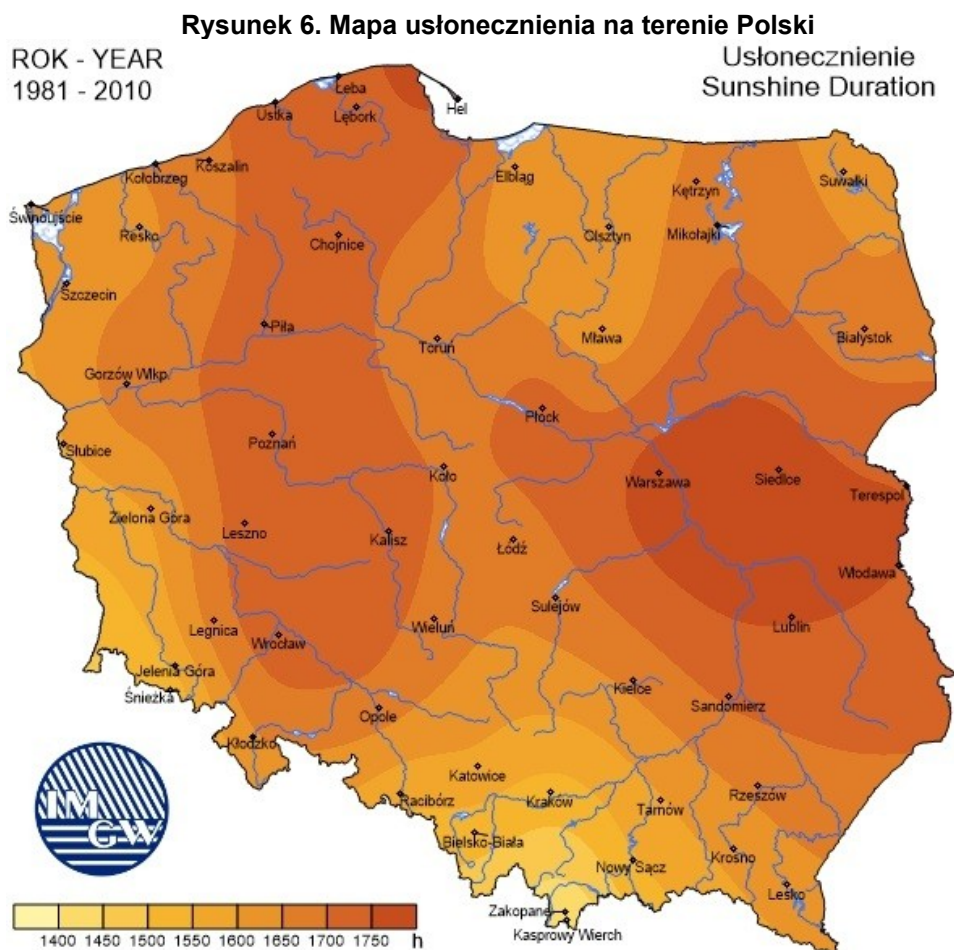 Rysunek 6. Mapa usłonecznienia na terenie Polski
ROK - YEAR
1981 - 2010
Usłonecznienie
Sunshine Duration
Łeba
Hel
Ustka
Lębork
Koszalin
Kołobrzeg
Elbląg
Kętrzyn
Suwałki
Świnoujście
Resko
Chojnice
Olsztyn
Mikołajki
Szczecin
Piła
Toruń
Mława
Białystok
Gorzów Wlkp.
Płock
Słubice
Poznań
Koło
Warszawa
Siedlce
Terespol
Zielona Góra
Leszno
Kalisz
Łódź
Włodawa
Sulejów
Legnica
Wrocław
Wieluń
Lublin
Jelenia Góra
Śnieżka
Kielce
Sandomierz
Opole
Kłodzko
Katowice
Racibórz
Kraków
Tarnów
Rzeszów
Bielsko-Biała
Nowy Sącz
Krosno
Lesko
Zakopane
Kasprowy Wierch
IM
GW
1400 1450 1500 1550 1600 1650 1700 1750 h